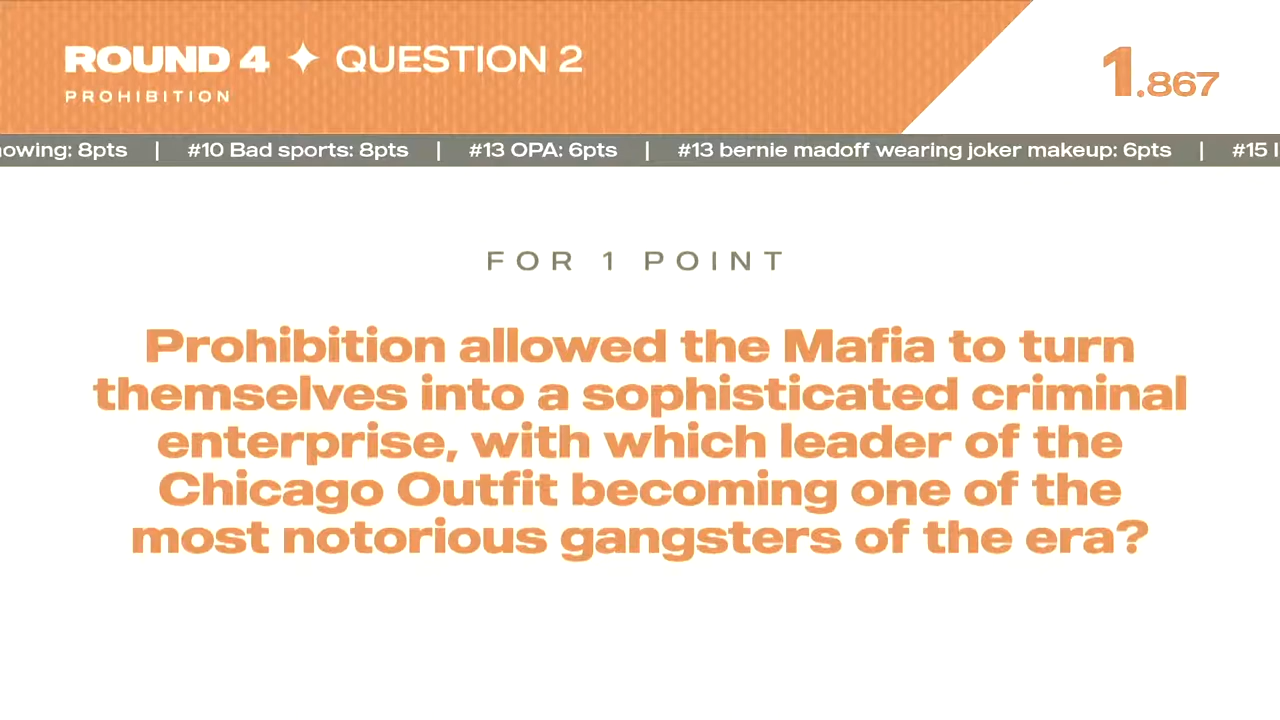 ROUND 4 ✦ QUESTION 2
PROHIBITION
1.867
owing: 8pts | #10 Bad sports: 8pts | #13 OPA: 6pts | #13 bernie madoff wearing joker makeup: 6pts | #15
FOR 1 POINT
Prohibition allowed the Mafia to turn
themselves into a sophisticated criminal
enterprise, with which leader of the
Chicago Outfit becoming one of the
most notorious gangsters of the era?